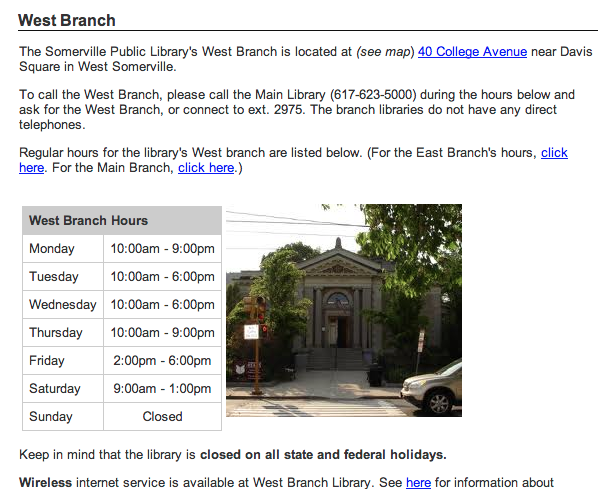 West Branch
The Somerville Public Library's West Branch is located at (see map) 40 College Avenue near Davis
Square in West Somerville.
To call the West Branch, please call the Main Library (617-623-5000) during the hours below and
ask for the West Branch, or connect to ext. 2975. The branch libraries do not have any direct
telephones.
Regular hours for the library's West branch are listed below. (For the East Branch's hours, click
here. For the Main Branch, click here.)
West Branch Hours
Monday 10:00am - 9:00pm
Tuesday 10:00am - 6:00pm
Wednesday 10:00am - 6:00pm
Thursday 10:00am - 9:00pm
Friday 2:00pm - 6:00pm
Saturday 9:00am - 1:00pm
Sunday Closed
Keep in mind that the library is closed on all state and federal holidays.
Wireless internet service is available at West Branch Library. See here for information about